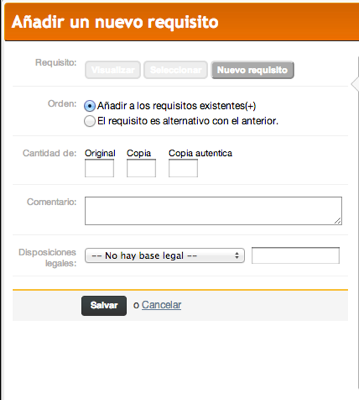 Añadir un nuevo requisito
Requisito: Visualizar Seleccionar Nuevo requisito
Orden: Añadir a los requisitos existentes(+)
El requisito es alternativo con el anterior.
Cantidad de: Original Copia Copia autentica
Comentario:
Disposiciones legales: -- No hay base legal --
Salvar o Cancelar